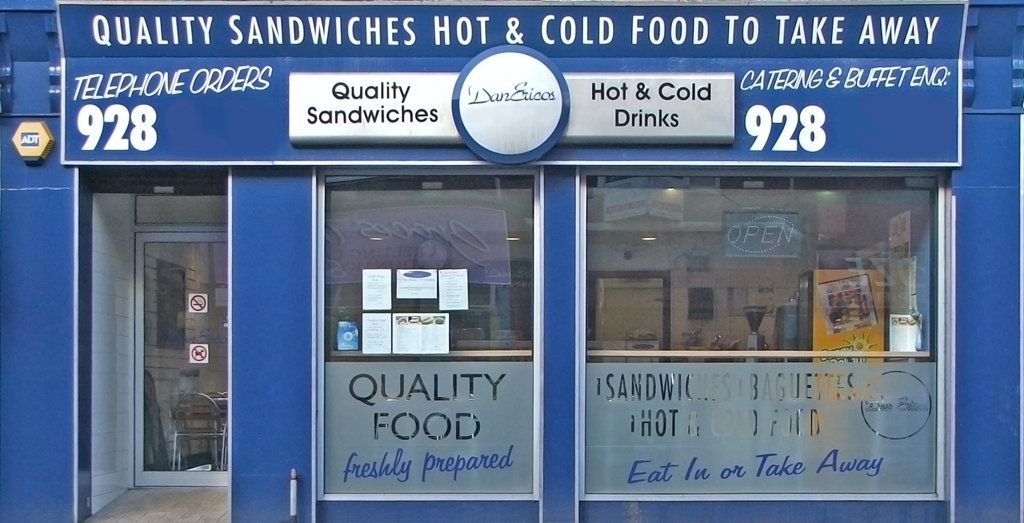 QUALITY SANDWICHES HOT & COLD FOOD TO TAKE AWAY
TELEPHONE ORDERS
928
Quality
Sandwiches
DanEricos
Hot & Cold
Drinks
CATERING & BUFFET ENQ:
928
ADT
OPEN
QUALITY
FOOD
freshly prepared
SANDWICHES BAGUETTES
HOT & COLD FOOD
Dan Ericos
Eat In or Take Away